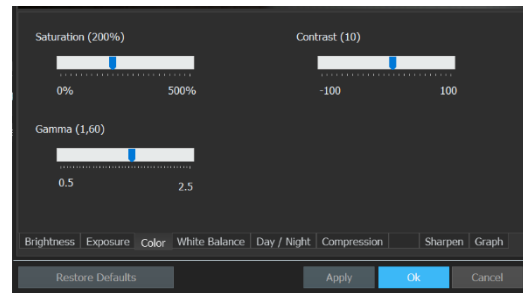 Saturation (200%) Contrast (10)
0% 500% -100 100
Gamma (1,60)
0.5 2.5
Brightness Exposure Color White Balance Day / Night Compression Sharpen Graph
Restore Defaults Apply Ok Cancel